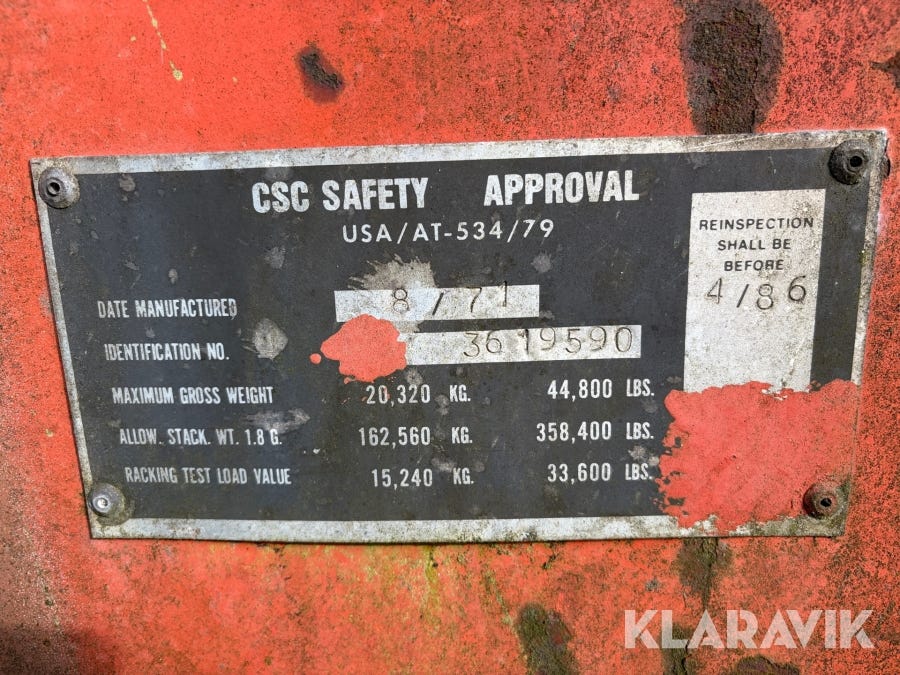 CSC SAFETY APPROVAL
USA/AT-534/79
REINSPECTION
SHALL BE
BEFORE
4/86
DATE MANUFACTURED 8/71
IDENTIFICATION NO. 3619590
MAXIMUM GROSS WEIGHT 20,320 KG. 44,800 LBS.
ALLOW. STACK. WT. 1.8 G. 162,560 KG. 358,400 LBS.
RACKING TEST LOAD VALUE 15,240 KG. 33,600 LBS.
KLARAVIK